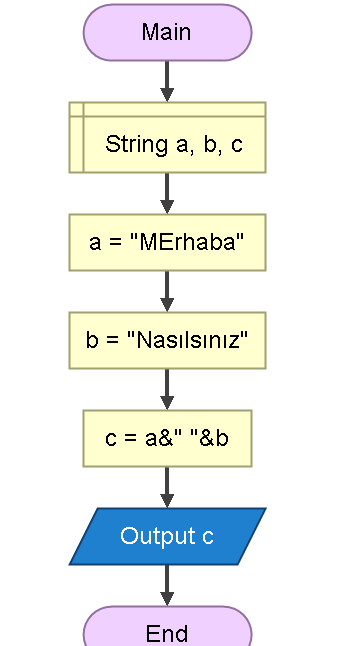 Main
String a, b, c
a = "MErhaba"
b = "Nasılsınız"
c = a&" "&b
Output c
End